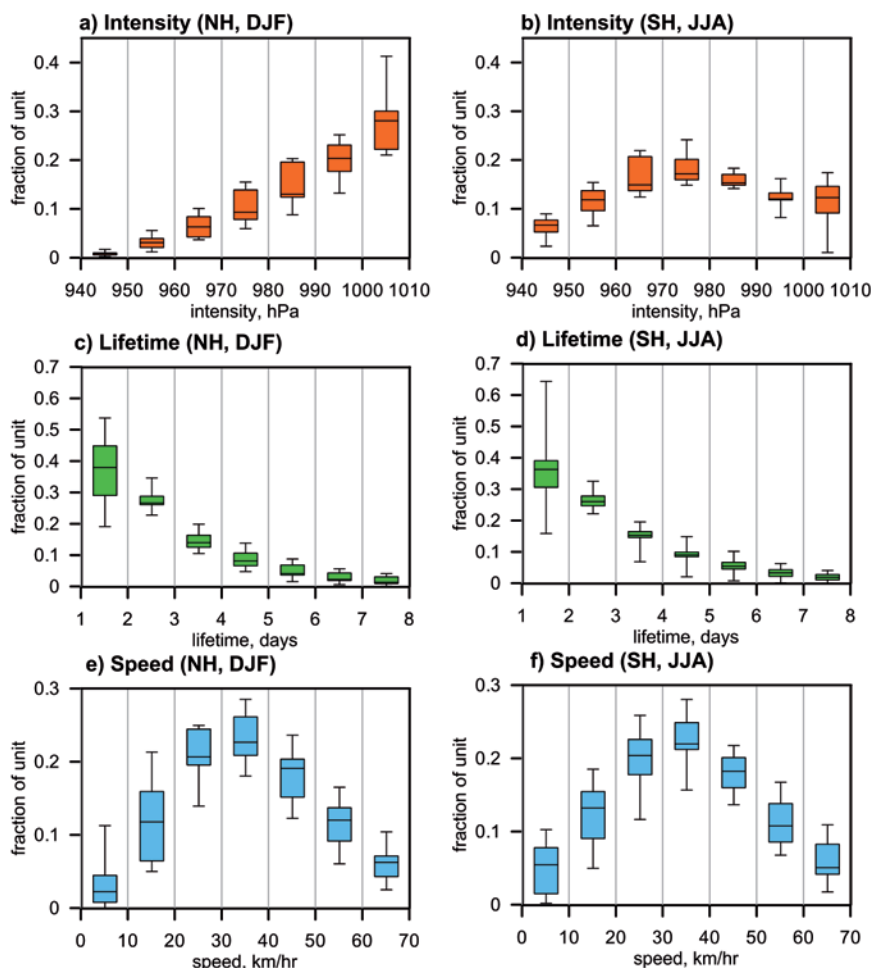 a) Intensity (NH, DJF)
fraction of unit
0.4
0.3
0.2
0.1
0
940 950 960 970 980 990 1000 1010
intensity, hPa
b) Intensity (SH, JJA)
fraction of unit
0.4
0.3
0.2
0.1
0
940 950 960 970 980 990 1000 1010
intensity, hPa
c) Lifetime (NH, DJF)
fraction of unit
0.7
0.6
0.5
0.4
0.3
0.2
0.1
0
1 2 3 4 5 6 7 8
lifetime, days
d) Lifetime (SH, JJA)
fraction of unit
0.7
0.6
0.5
0.4
0.3
0.2
0.1
0
1 2 3 4 5 6 7 8
lifetime, days
e) Speed (NH, DJF)
fraction of unit
0.3
0.2
0.1
0
0 10 20 30 40 50 60 70
speed, km/hr
f) Speed (SH, JJA)
fraction of unit
0.3
0.2
0.1
0
0 10 20 30 40 50 60 70
speed, km/hr